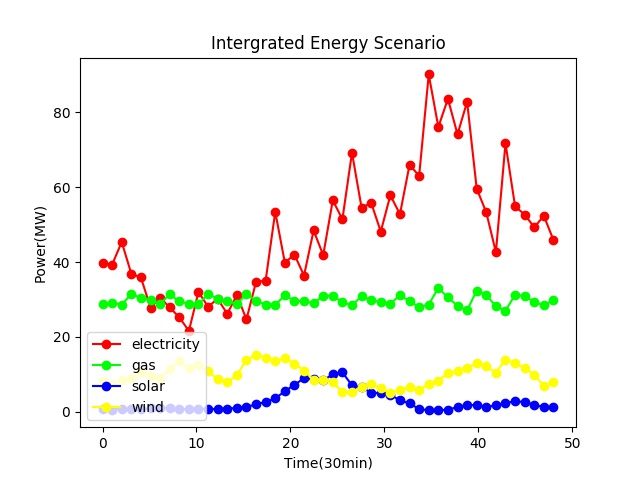 Intergrated Energy Scenario
Power(MW)
80
60
40
20
0
electricity
gas
solar
wind
0 10 20 30 40 50
Time(30min)